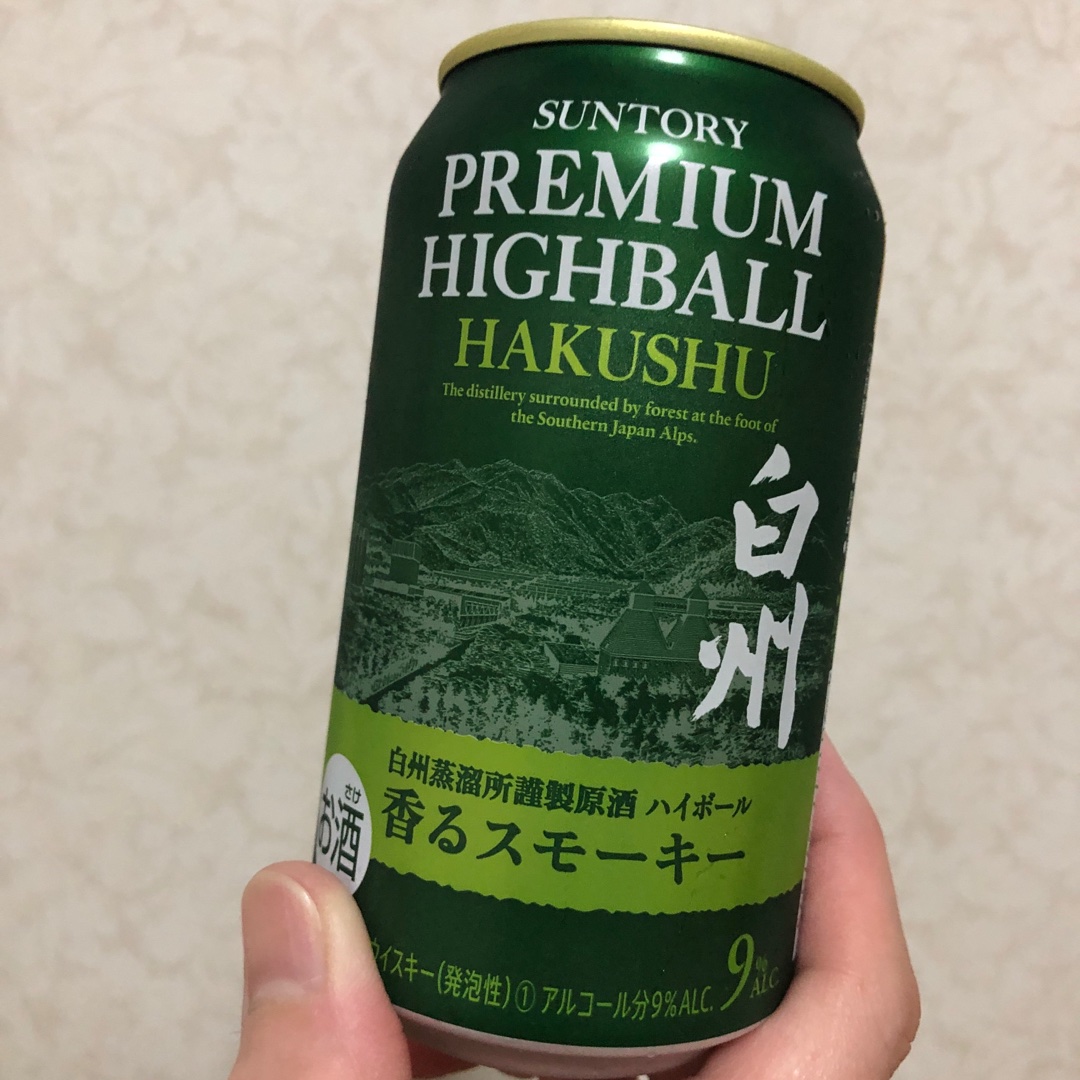 SUNTORY
PREMIUM
HIGHBALL
HAKUSHU
The distillery surrounded by forest at the foot of
the Southern Japan Alps.
白州
白州蒸溜所謹製原酒 ハイボール
香るスモーキー
さけ
お酒
ウイスキー(発泡性)① アルコール分9%ALC.
9%
ALC.